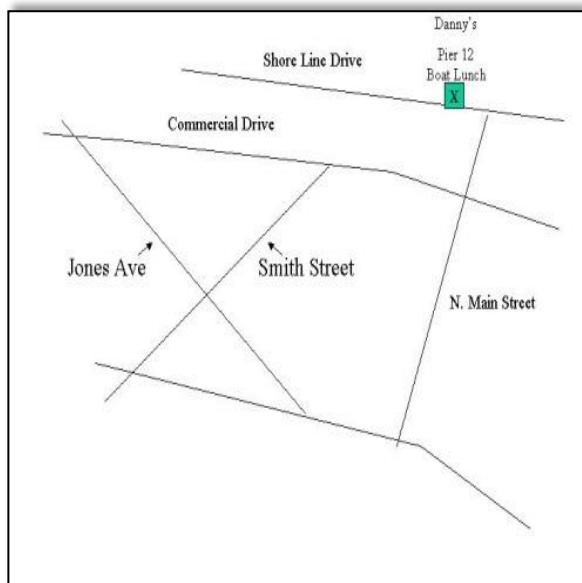 Danny's
Pier 12
Boat Lunch
X
Shore Line Drive
Commercial Drive
Jones Ave
Smith Street
N. Main Street